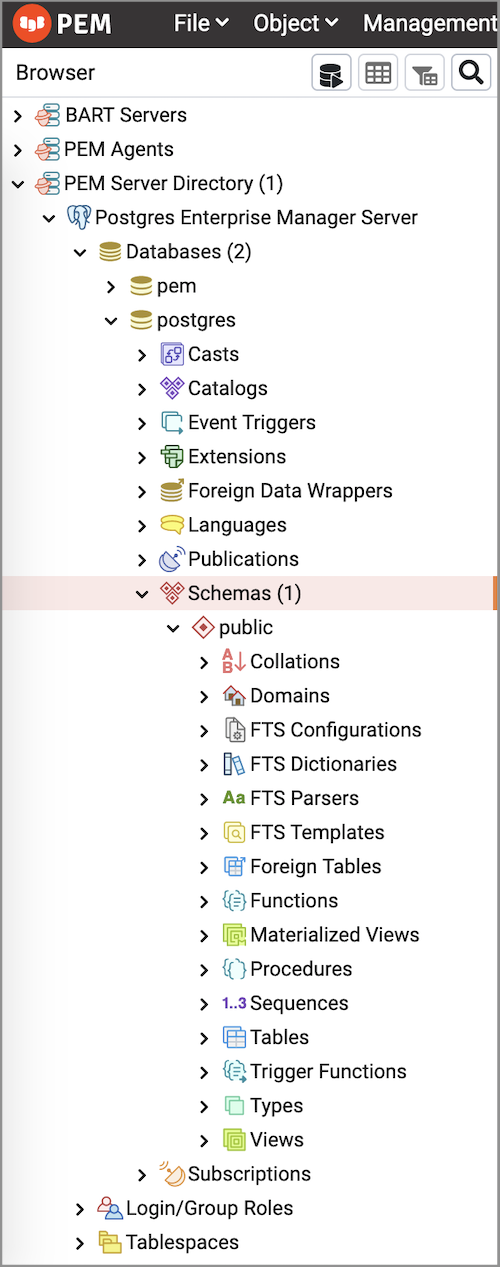 PEM File Object Management
Browser
BART Servers
PEM Agents
PEM Server Directory (1)
Postgres Enterprise Manager Server
Databases (2)
pem
postgres
Casts
Catalogs
Event Triggers
Extensions
Foreign Data Wrappers
Languages
Publications
Schemas (1)
public
Collations
Domains
FTS Configurations
FTS Dictionaries
Aa FTS Parsers
FTS Templates
Foreign Tables
Functions
Materialized Views
Procedures
1..3 Sequences
Tables
Trigger Functions
Types
Views
Subscriptions
Login/Group Roles
Tablespaces